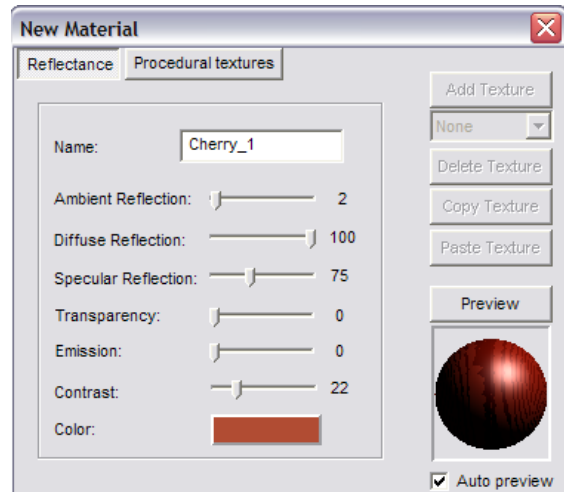 New Material
Reflectance
Procedural textures
Name: Cherry_1
Ambient Reflection: 2
Diffuse Reflection: 100
Specular Reflection: 75
Transparency: 0
Emission: 0
Contrast: 22
Color:
Add Texture
None
Delete Texture
Copy Texture
Paste Texture
Preview
Auto preview